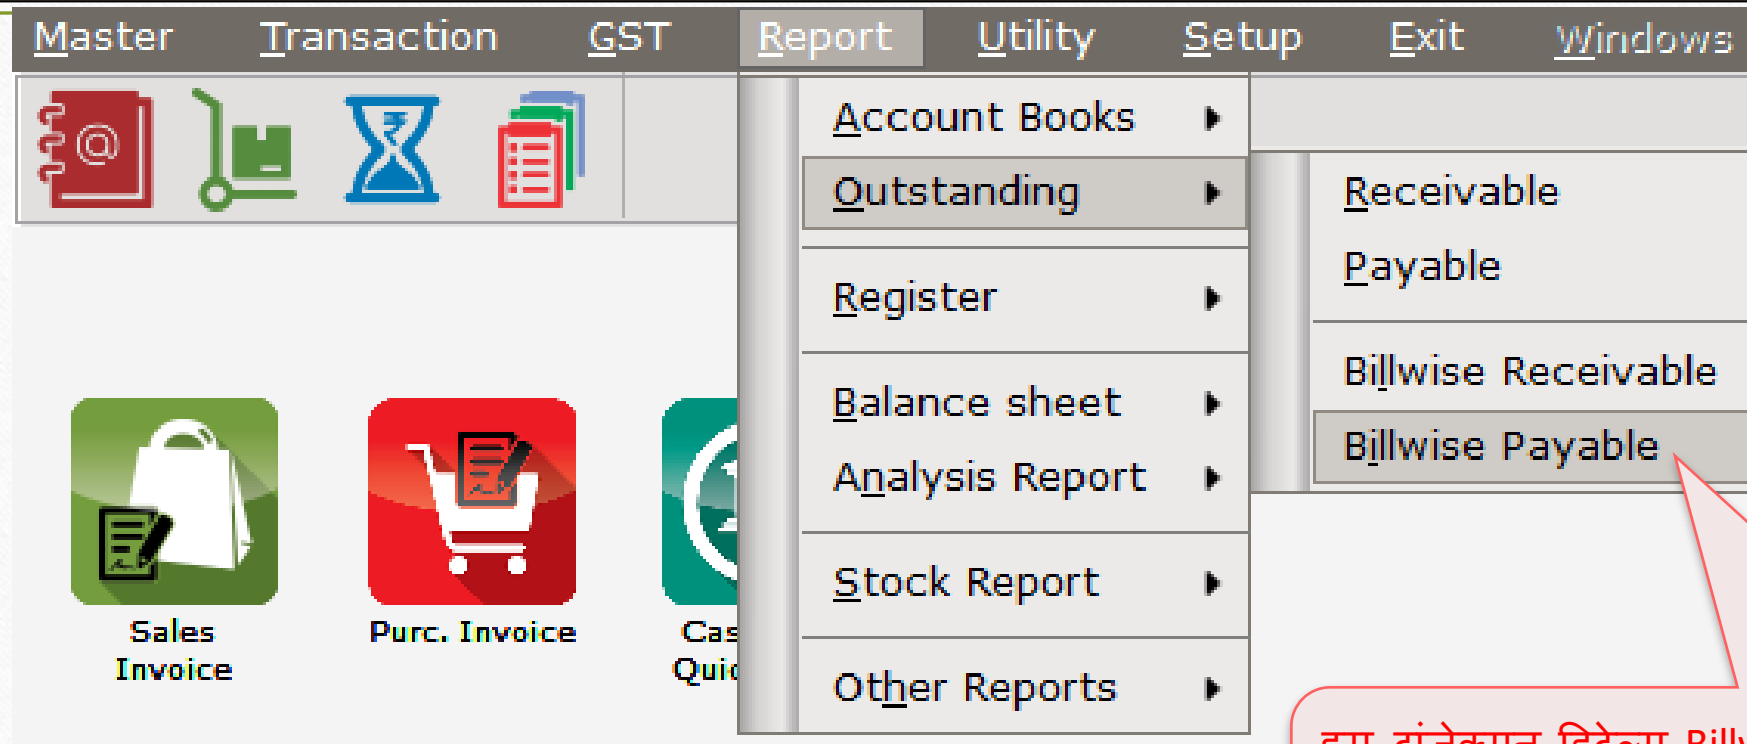 Master Transaction GST Report Utility Setup Exit Windows
Account Books
Outstanding
Receivable
Payable
Register
Billwise Receivable
Balance sheet
Billwise Payable
Analysis Report
Stock Report
Sales
Invoice
Purc. Invoice
Other Reports